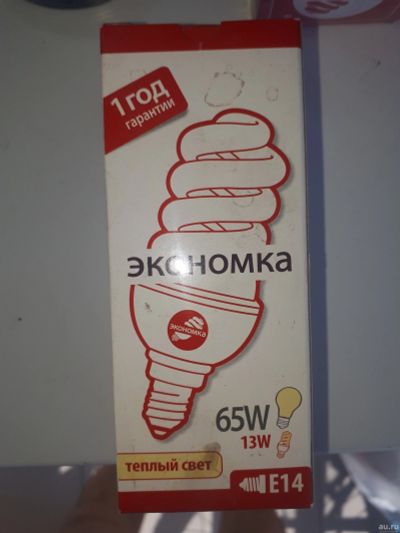 1 ГОД
гарантии
экономка
экономка
65W
13W
теплый свет
E14
au.ru